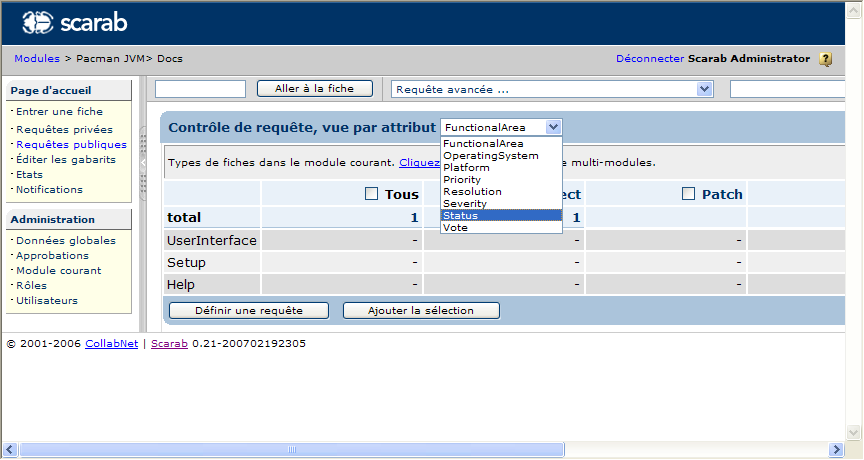 scarab
Modules > Pacman JVM> Docs
Déconnecter Scarab Administrator ?
Page d'accueil
Entrer une fiche
Requêtes privées
Requêtes publiques
Éditer les gabarits
Etats
Notifications
Administration
Données globales
Approbations
Module courant
Rôles
Utilisateurs
Aller à la fiche
Requête avancée ...
Contrôle de requête, vue par attribut FunctionalArea
FunctionalArea
OperatingSystem
Platform
Priority
Resolution
Severity
Status
Vote
Types de fiches dans le module courant. Cliquez e multi-modules.
Tous ect Patch
total 1 1
UserInterface - - -
Setup - - -
Help - - -
Définir une requête Ajouter la sélection
© 2001-2006 CollabNet | Scarab 0.21-200702192305